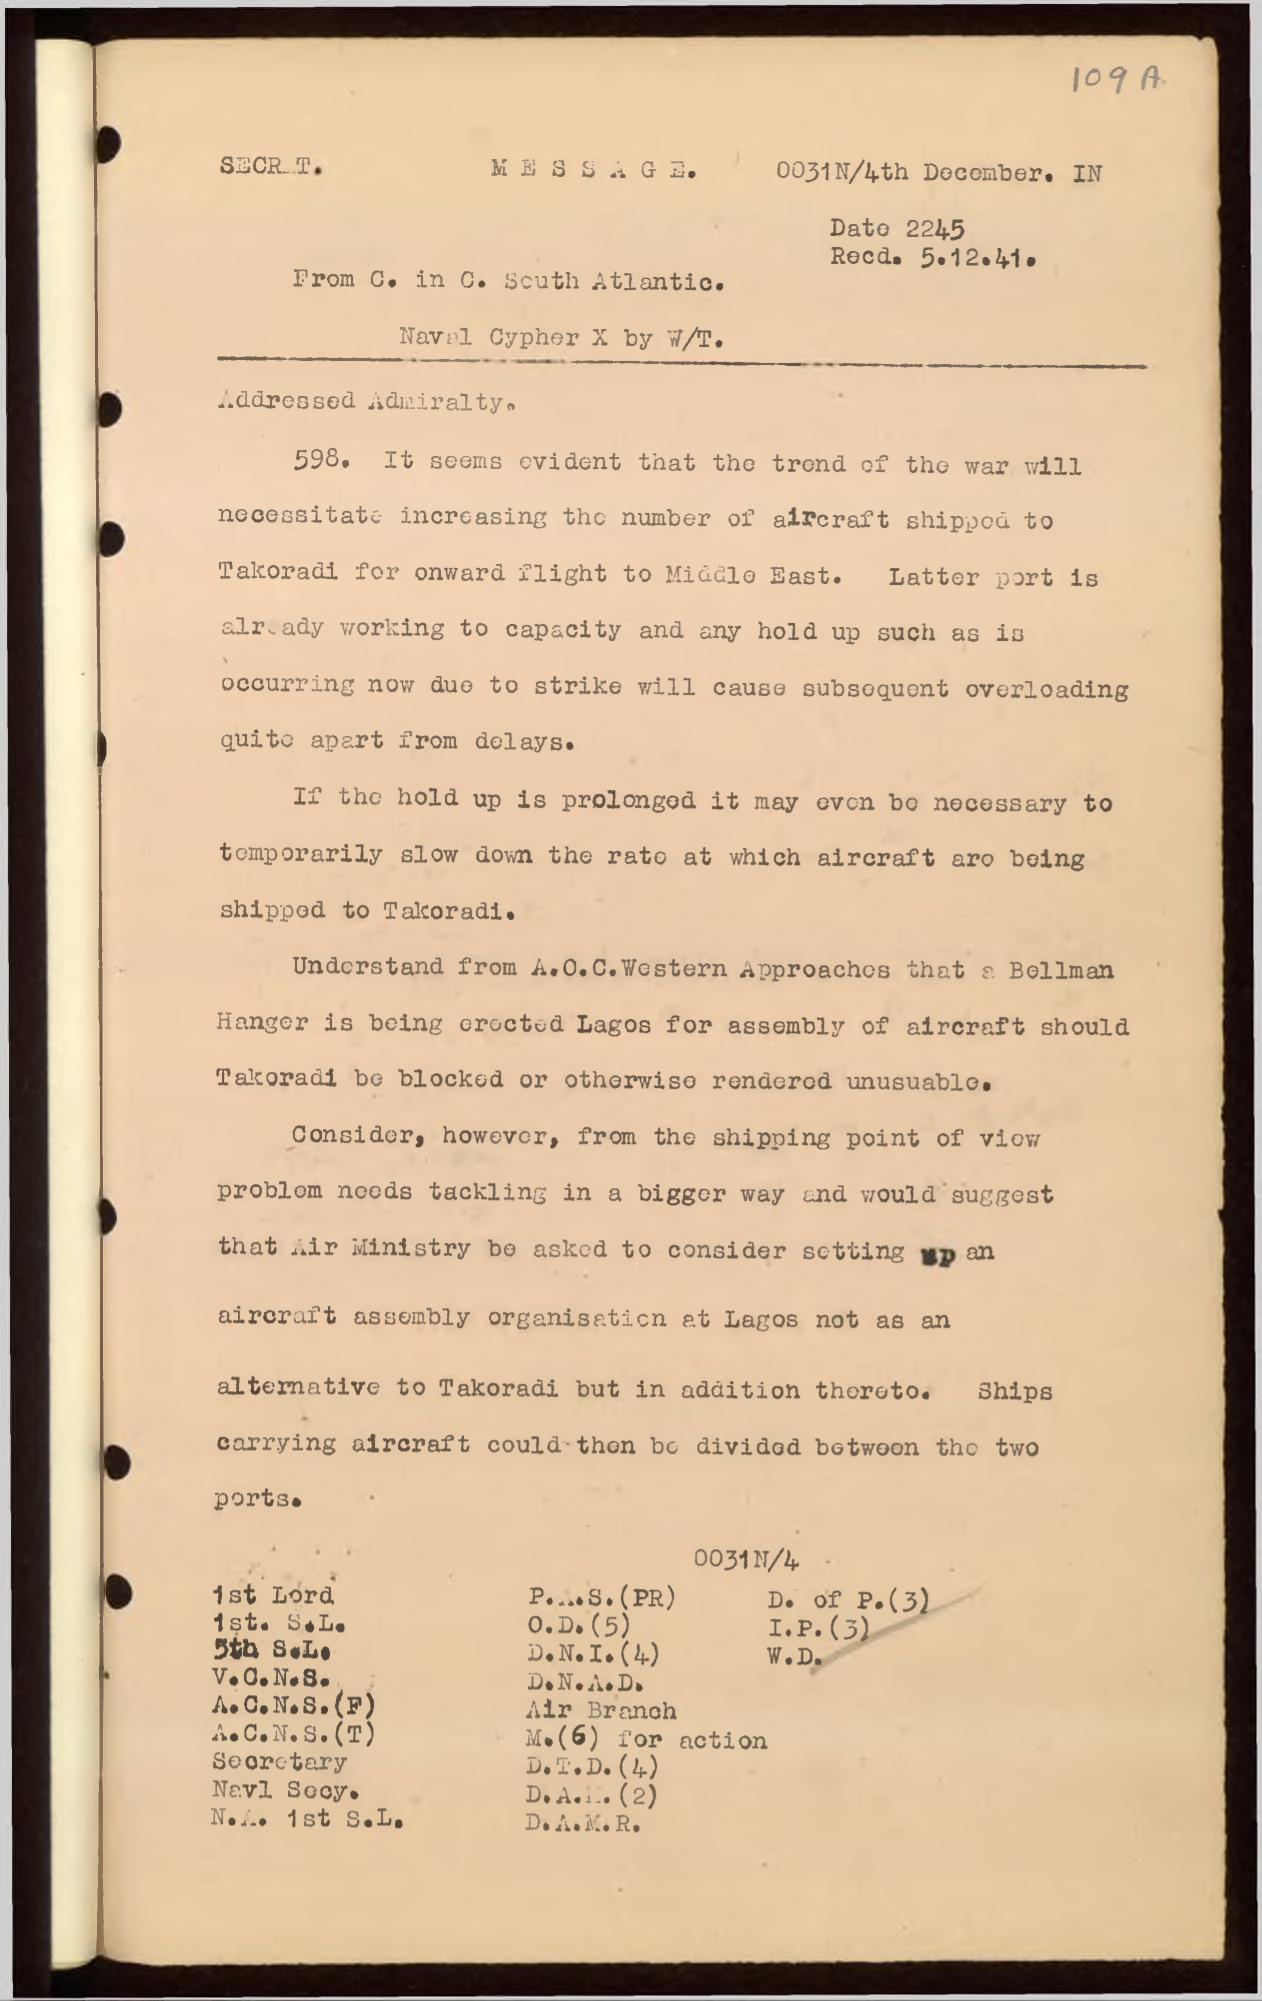 109 A.
SECR T. MESSAGE. 0031N/4th December. IN
Date 2245
Recd. 5.12.41.
From C. in C. South Atlantic.
Naval Cypher X by W/T.
Addressed Admiralty.
598. It seems evident that the trend of the war will
necessitate increasing the number of aircraft shipped to
Takoradi for onward flight to Middle East. Latter port is
already working to capacity and any hold up such as is
occurring now due to strike will cause subsequent overloading
quite apart from delays.
If the hold up is prolonged it may even be necessary to
temporarily slow down the rate at which aircraft are being
shipped to Takoradi.
Understand from A.O.C.Western Approaches that a Bellman
Hanger is being erected Lagos for assembly of aircraft should
Takoradi be blocked or otherwise rendered unusuable.
Consider, however, from the shipping point of view
problem needs tackling in a bigger way and would suggest
that Air Ministry be asked to consider setting up an
aircraft assembly organisation at Lagos not as an
alternative to Takoradi but in addition thereto. Ships
carrying aircraft could then be divided between the two
ports.
0031N/4
1st Lord P.A.S.(PR) D. of P.(3)
1st. S.L. O.D.(5) I.P.(3)
5th S.L. D.N.I.(4) W.D.
V.C.N.S. D.N.A.D.
A.C.N.S.(F) Air Branch
A.C.N.S.(T) M.(6) for action
Secretary D.T.D.(4)
Navl Secy. (2)
N.A. 1st S.L. D.A.M.R.